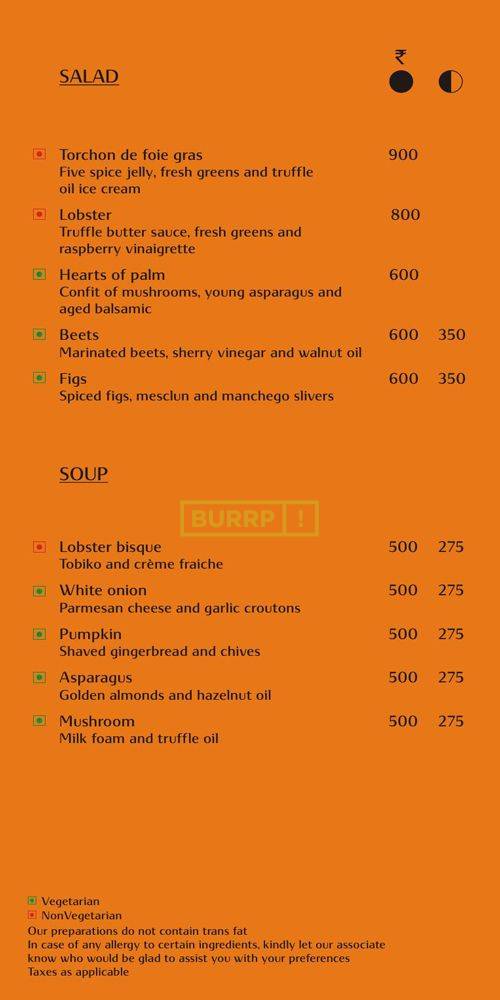 ₹
SALAD
Torchon de foie gras 900
Five spice jelly, fresh greens and truffle
oil ice cream
Lobster 800
Truffle butter sauce, fresh greens and
raspberry vinaigrette
Hearts of palm 600
Confit of mushrooms, young asparagus and
aged balsamic
Beets 600 350
Marinated beets, sherry vinegar and walnut oil
Figs 600 350
Spiced figs, mesclun and manchego slivers
SOUP
BURRP !
Lobster bisque 500 275
Tobiko and crème fraiche
White onion 500 275
Parmesan cheese and garlic croutons
Pumpkin 500 275
Shaved gingerbread and chives
Asparagus 500 275
Golden almonds and hazelnut oil
Mushroom 500 275
Milk foam and truffle oil
Vegetarian
NonVegetarian
Our preparations do not contain trans fat
In case of any allergy to certain ingredients, kindly let our associate
know who would be glad to assist you with your preferences
Taxes as applicable